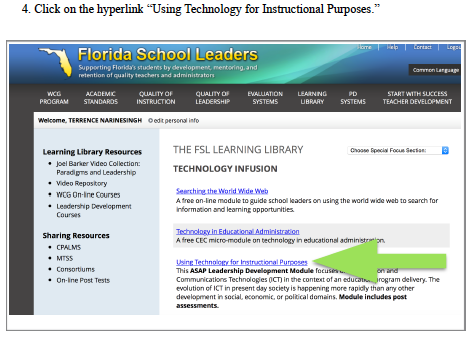 4. Click on the hyperlink “Using Technology for Instructional Purposes.”
Florida School Leaders
Supporting Florida's students by development, mentoring, and
retention of quality teachers and administrators
Home | Help | Contact | Logou
Common Language
WCG PROGRAM
ACADEMIC STANDARDS
QUALITY OF INSTRUCTION
QUALITY OF LEADERSHIP
EVALUATION SYSTEMS
LEARNING LIBRARY
PD SYSTEMS
START WITH SUCCESS TEACHER DEVELOPMENT
Welcome, TERRENCE NARINESINGH edit personal info
Learning Library Resources
• Joel Barker Video Collection:
Paradigms and Leadership
• Video Repository
• WCG On-line Courses
• Leadership Development
Courses
Sharing Resources
• CPALMS
• MTSS
• Consortiums
• On-line Post Tests
THE FSL LEARNING LIBRARY
Choose Special Focus Section:
TECHNOLOGY INFUSION
Searching the World Wide Web
A free on-line module to guide school leaders on using the world wide web to search for
information and learning opportunities.
Technology in Educational Administration
A free CEC micro-module on technology in educational administration.
Using Technology for Instructional Purposes
This ASAP Leadership Development Module focuses on and
Communications Technologies (ICT) in the context of an education program delivery. The
evolution of ICT in present day society is happening more rapidly than any other
development in social, economic, or political domains. Module includes post
assessments.